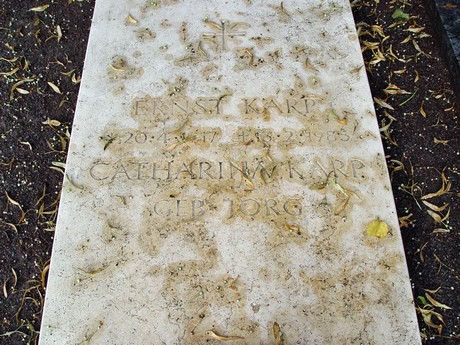 ERNST KARP
CATHARINA KARP
GEB JORG